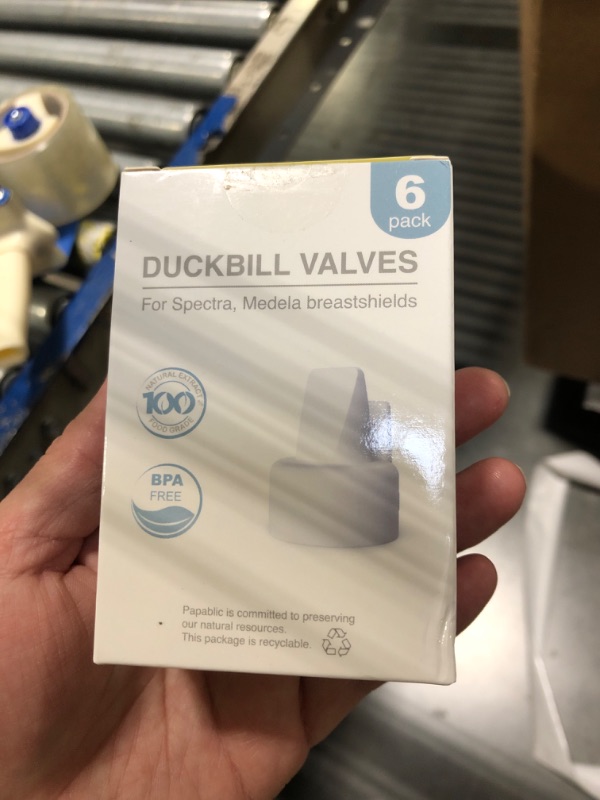 6
pack
DUCKBILL VALVES
For Spectra, Medela breastshields
NATURAL EXTRACT
100
FOOD GRADE
BPA
FREE
Papablic is committed to preserving
our natural resources.
This package is recyclable.